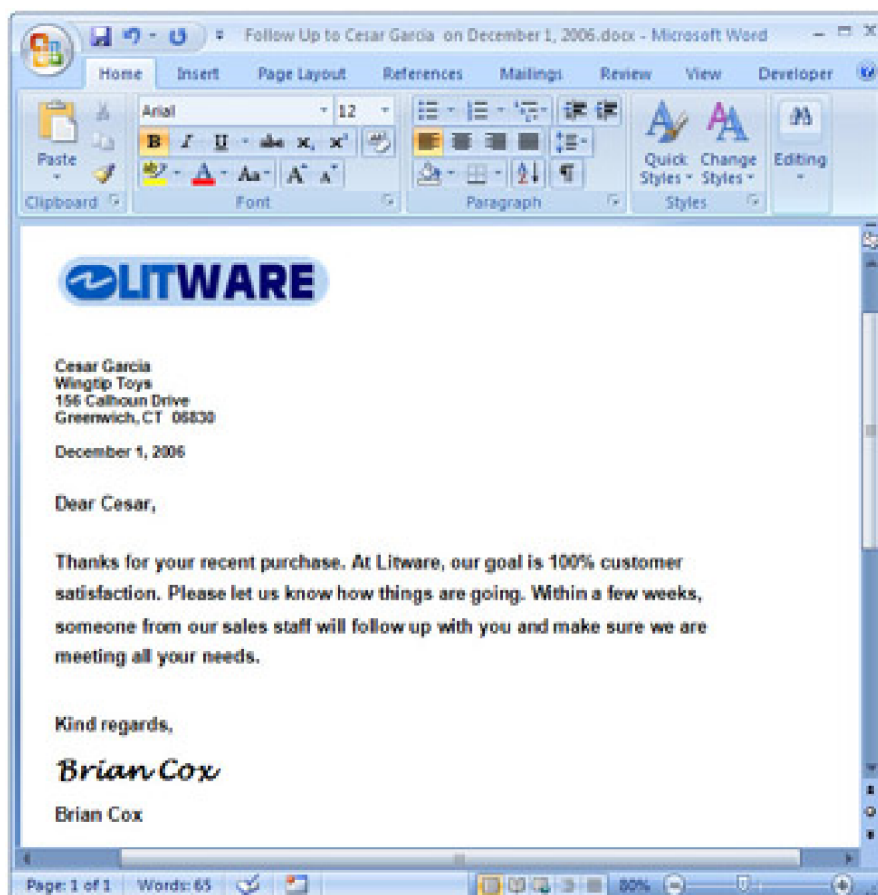 Follow Up to Cesar Garcia on December 1, 2006.docx - Microsoft Word
Home Insert Page Layout References Mailings Review View Developer
Arial 12
B I U abc x, x²
Aa A A
Paste
Quick Styles Change Styles Editing
Clipboard Font Paragraph Styles
LITWARE
Cesar Garcia
Wingtip Toys
156 Calhoun Drive
Greenwich, CT 06830
December 1, 2006
Dear Cesar,
Thanks for your recent purchase. At Litware, our goal is 100% customer
satisfaction. Please let us know how things are going. Within a few weeks,
someone from our sales staff will follow up with you and make sure we are
meeting all your needs.
Kind regards,
Brian Cox
Brian Cox
Page: 1 of 1 Words: 65 80%